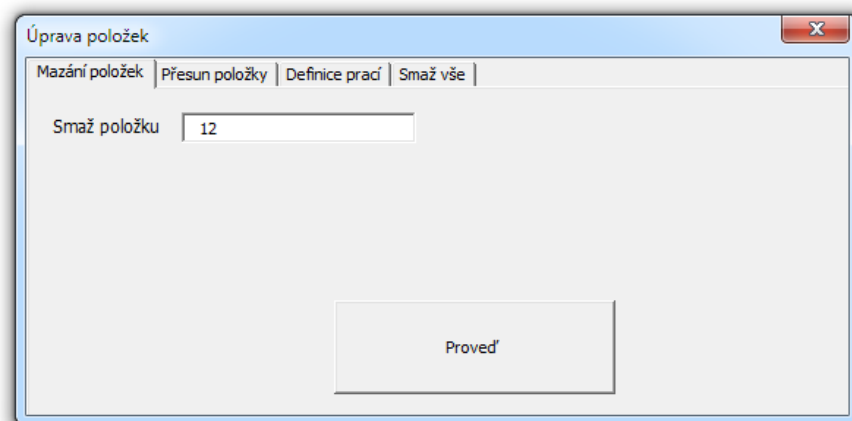 Úprava položek
Mazání položek Přesun položky Definice prací Smaž vše
Smaž položku 12
Proveď